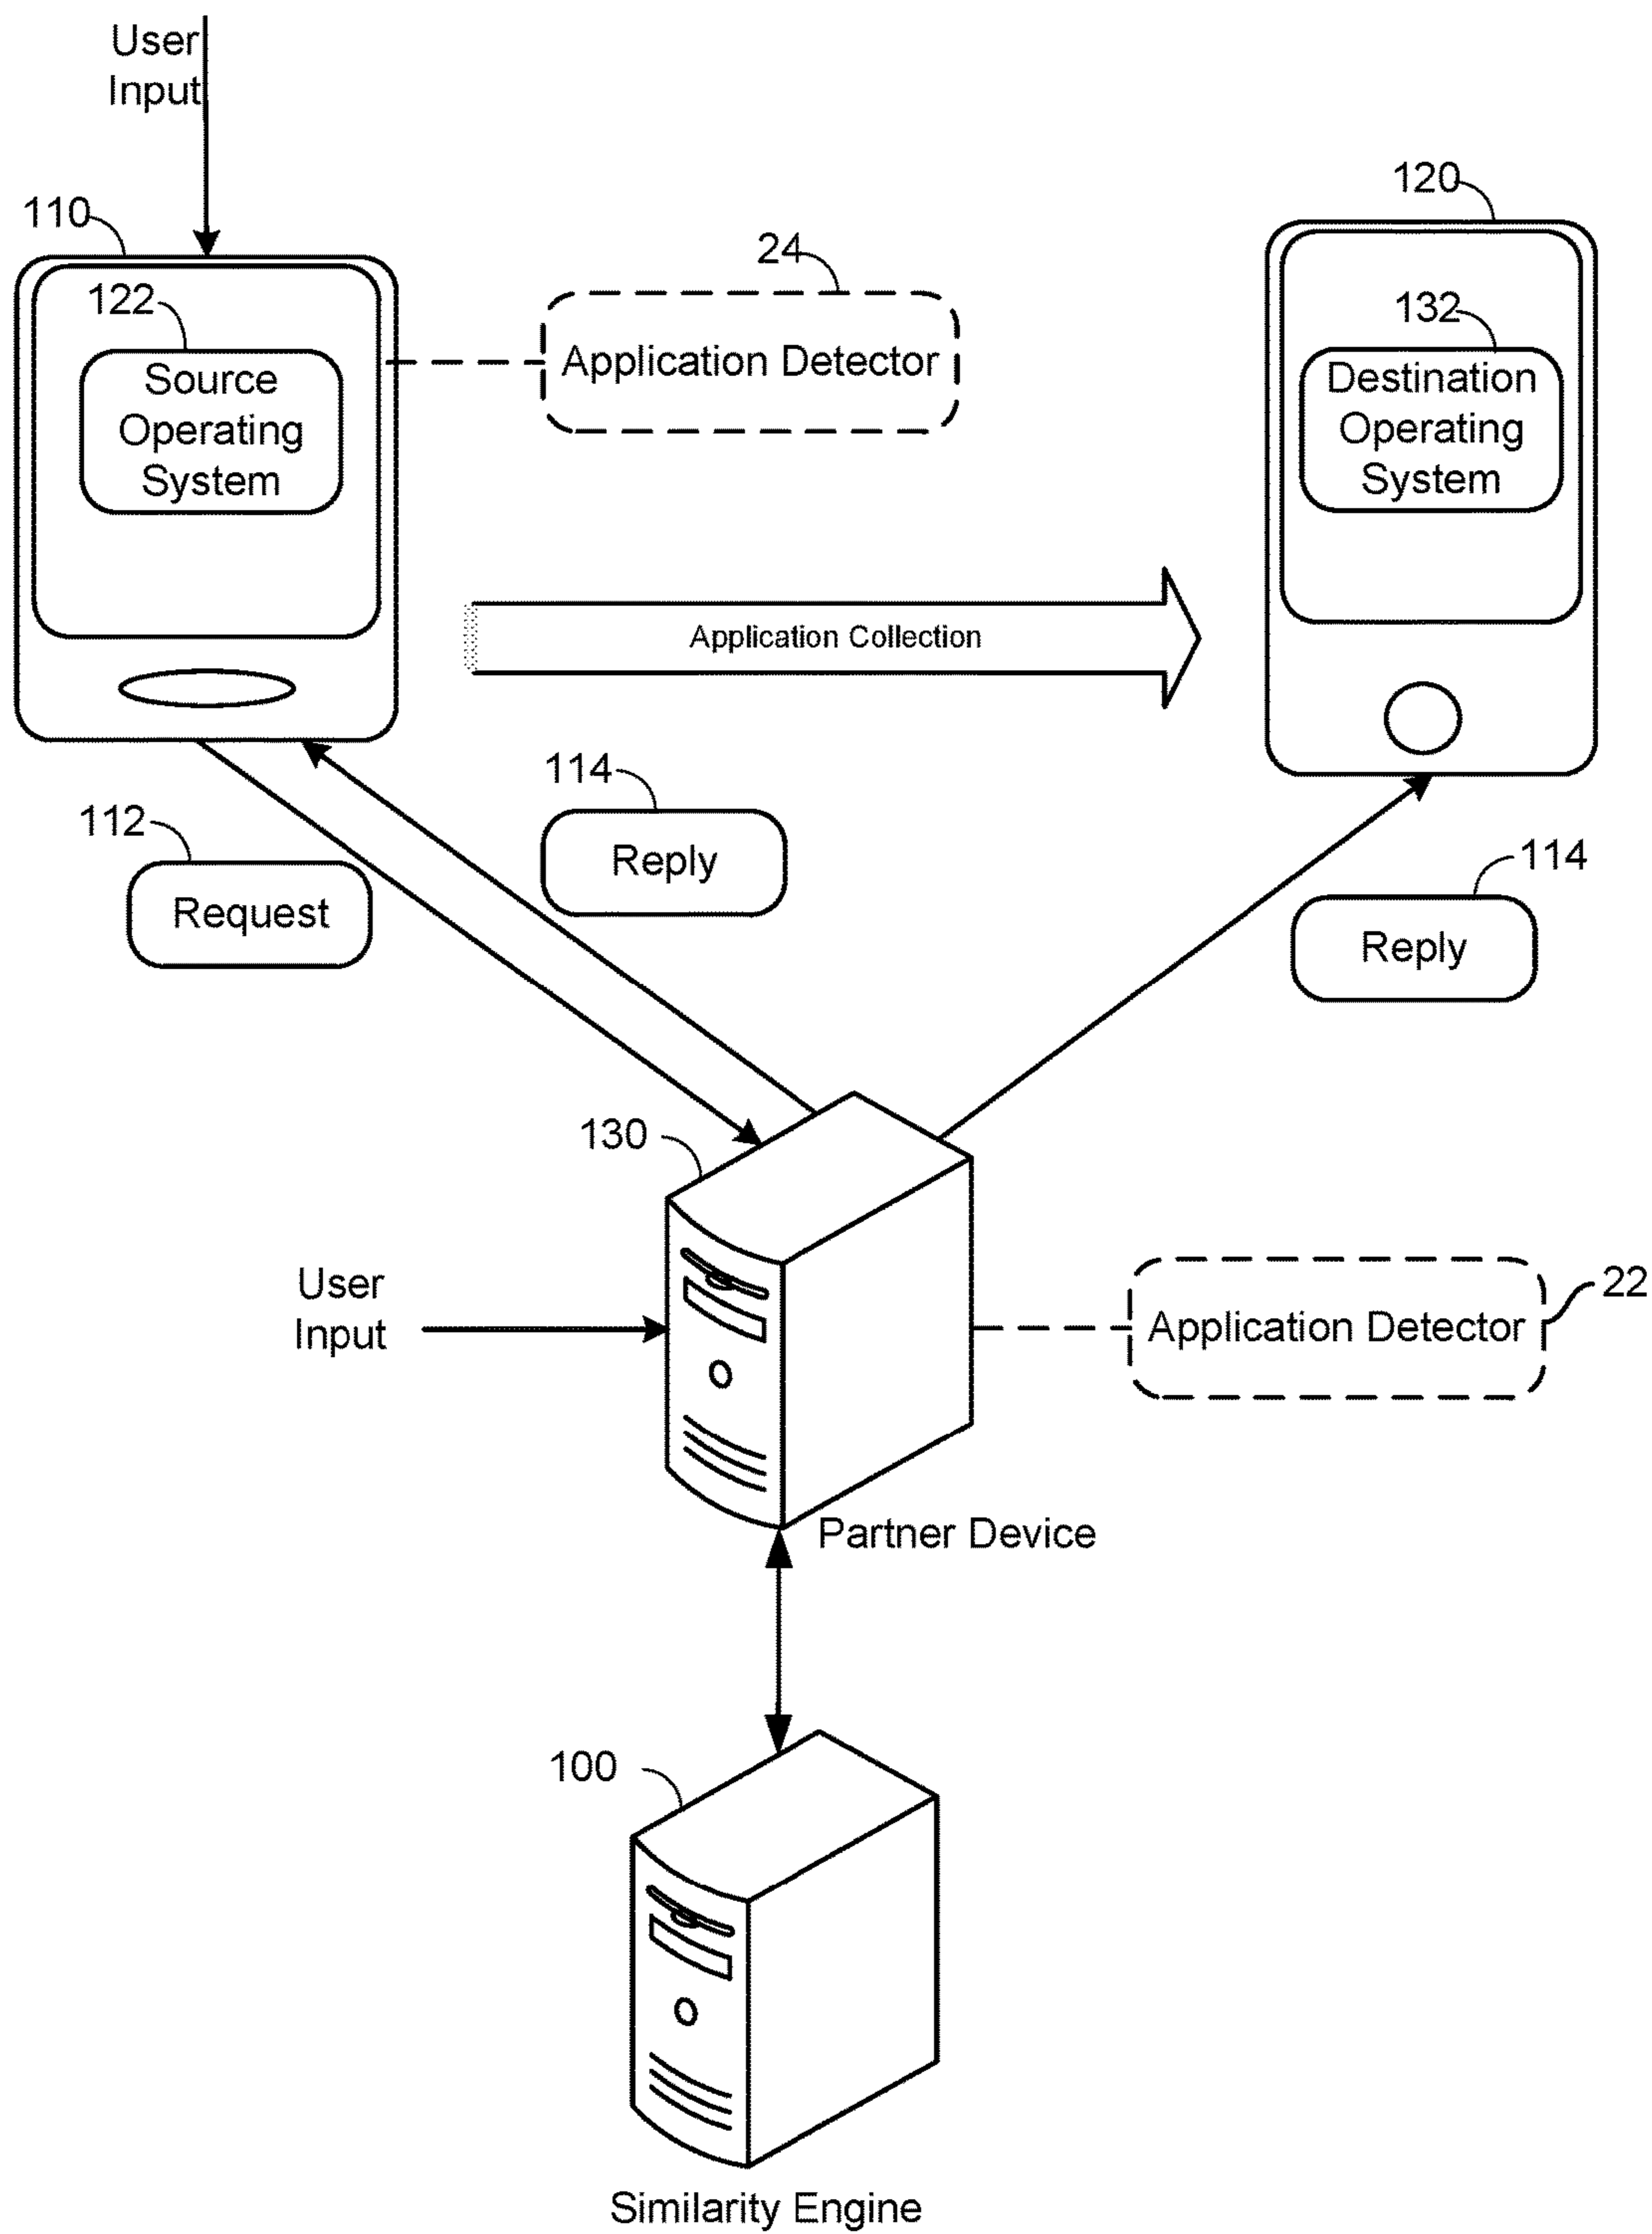 User
Input
110
120
24
122
132
Source
Operating
System
Application Detector
Destination
Operating
System
Application Collection
114
112
Reply
114
Request
Reply
130
22
User
Input
Application Detector
Partner Device
100
Similarity Engine